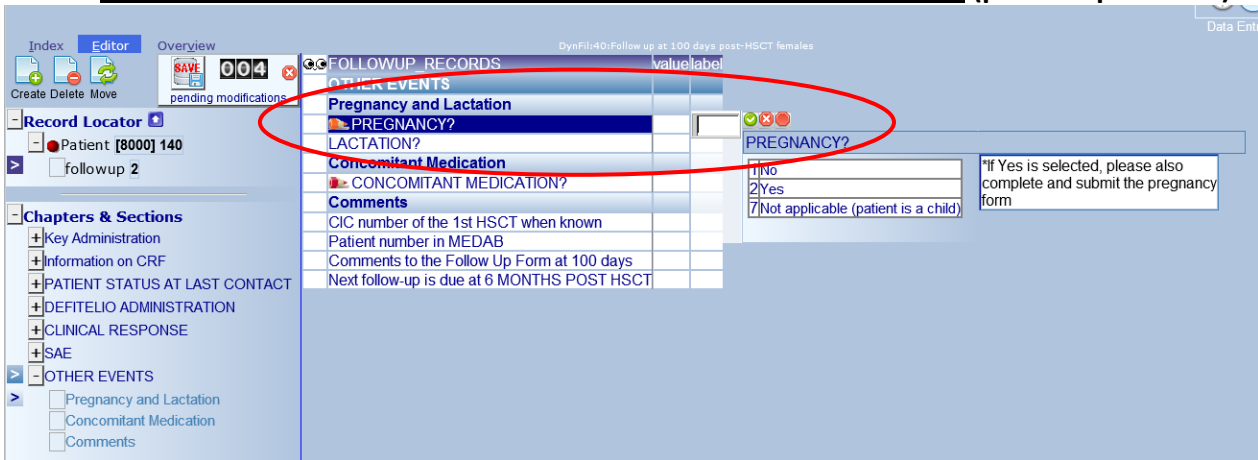 Data Ent
Index Editor Overview
DynFil:40:Follow up at 100 days post-HSCT females
Create Delete Move
SAVE 004
pending modifications
FOLLOWUP_RECORDS value label
OTHER EVENTS
Pregnancy and Lactation
PREGNANCY?
LACTATION?
Concomitant Medication
CONCOMITANT MEDICATION?
Comments
CIC number of the 1st HSCT when known
Patient number in MEDAB
Comments to the Follow Up Form at 100 days
Next follow-up is due at 6 MONTHS POST HSCT
PREGNANCY?
1 No
2 Yes
7 Not applicable (patient is a child)
*If Yes is selected, please also
complete and submit the pregnancy
form
- Record Locator
- Patient [8000] 140
> followup 2
- Chapters & Sections
+ Key Administration
+ Information on CRF
+ PATIENT STATUS AT LAST CONTACT
+ DEFITELIO ADMINISTRATION
+ CLINICAL RESPONSE
+ SAE
> - OTHER EVENTS
> Pregnancy and Lactation
Concomitant Medication
Comments